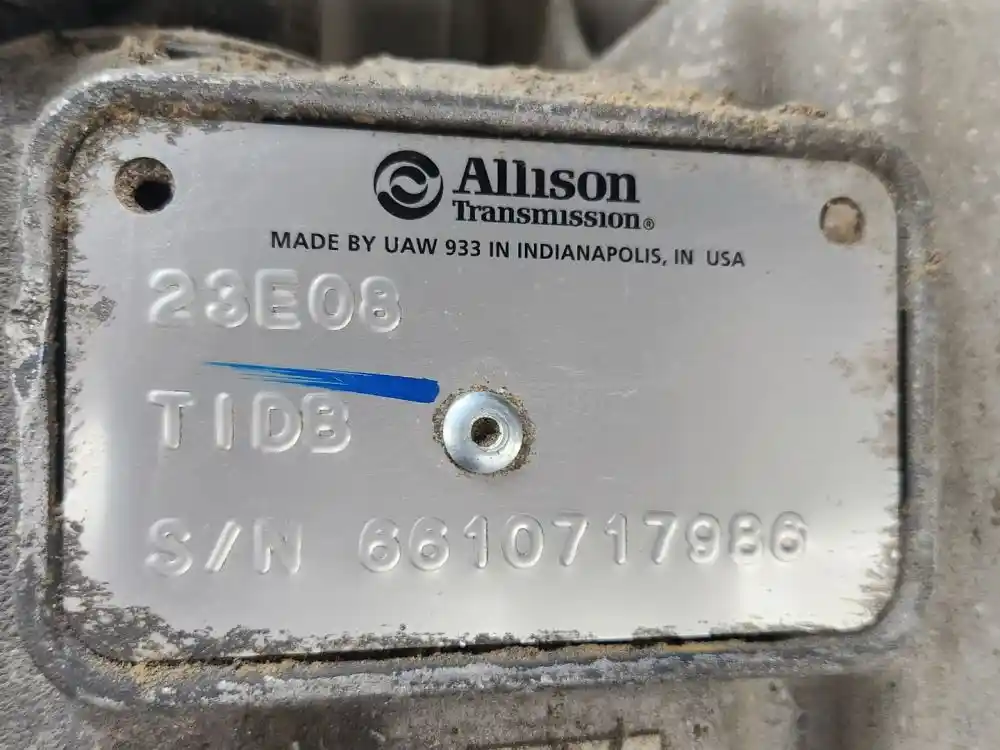 Allison
Transmission®
MADE BY UAW 933 IN INDIANAPOLIS, IN USA
23E08
TIDB
S/N 6610717986